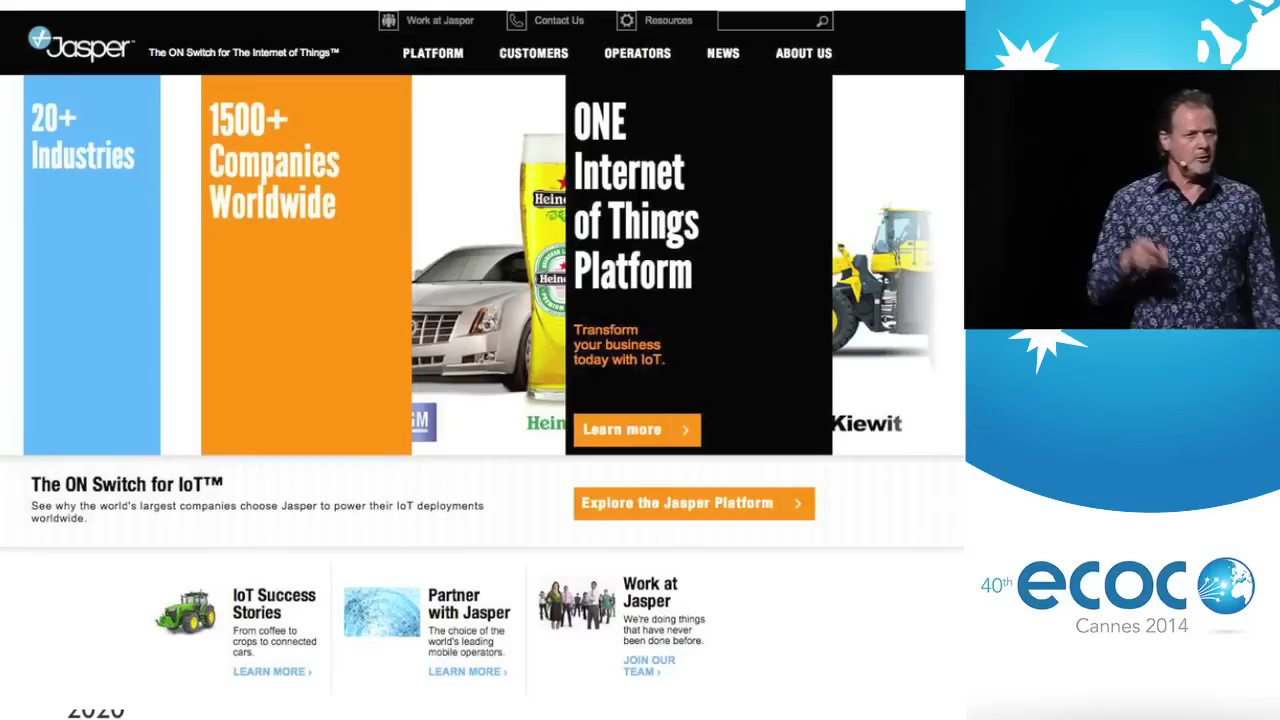 Work at Jasper
Contact Us
Resources
Jasper
The ON Switch for The Internet of Things™
PLATFORM
CUSTOMERS
OPERATORS
NEWS
ABOUT US
20+
Industries
1500+
Companies
Worldwide
ONE
Internet
of Things
Platform
Transform
your business
today with IoT.
Learn more
GM
Hein
Kiewit
The ON Switch for IoT™
See why the world's largest companies choose Jasper to power their IoT deployments
worldwide.
Explore the Jasper Platform
IoT Success
Stories
From coffee to
crops to connected
cars.
LEARN MORE ›
Partner
with Jasper
The choice of the
world's leading
mobile operators.
LEARN MORE ›
Work at
Jasper
We're doing things
that have never
been done before.
JOIN OUR
TEAM ›
2020
40th ecoc
Cannes 2014